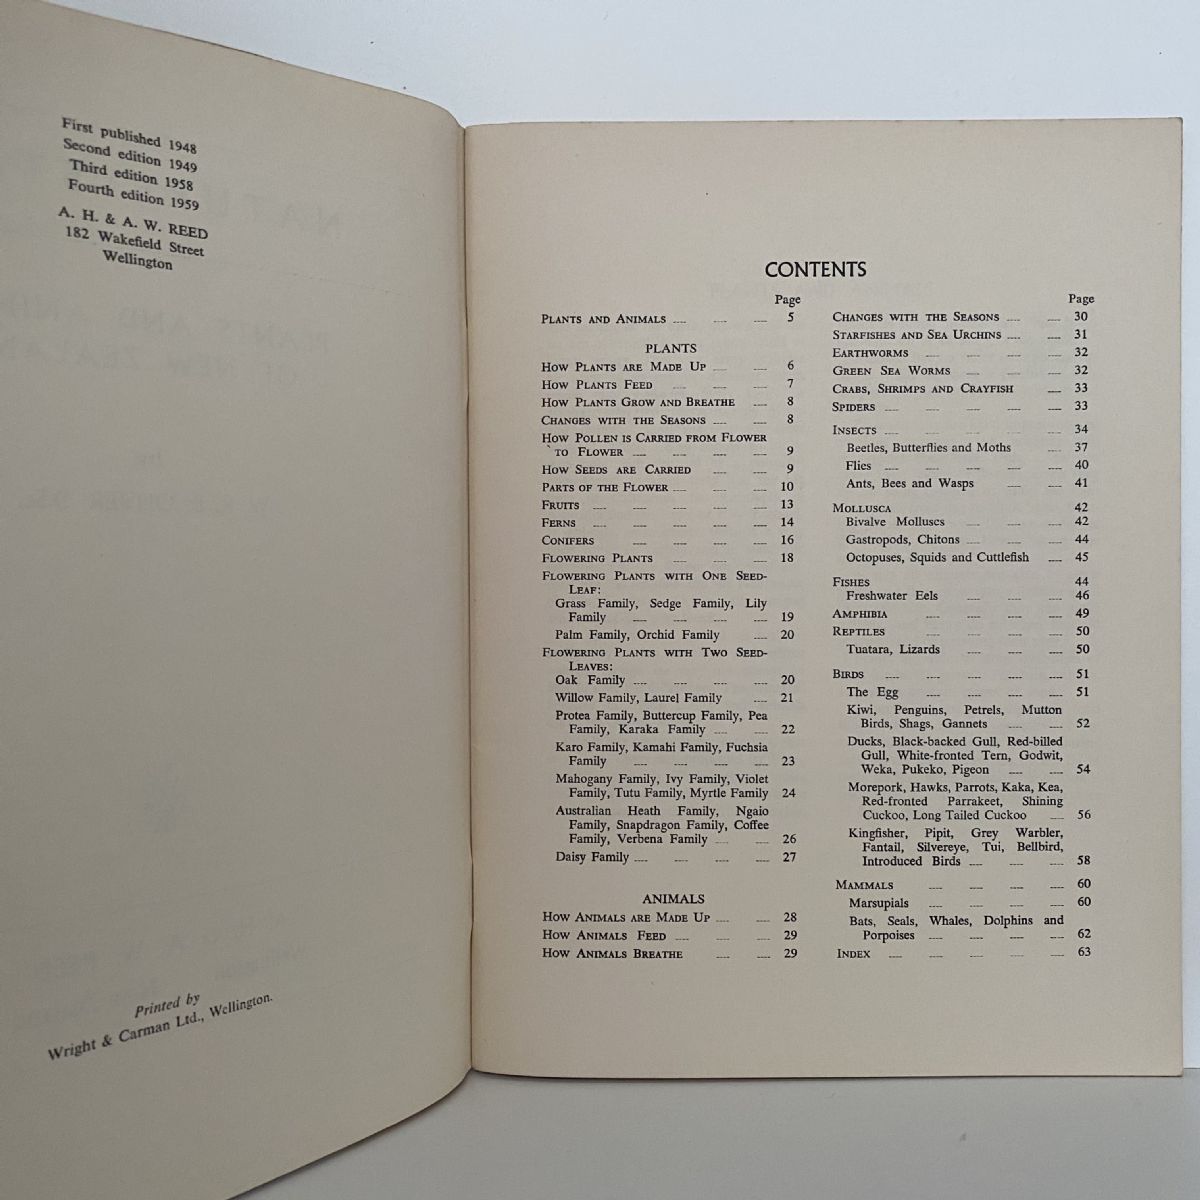 First published 1948
Second edition 1949
Third edition 1958
Fourth edition 1959
A. H. & A. W. REED
182 Wakefield Street
Wellington
Printed by
Wright & Carman Ltd., Wellington.
CONTENTS
Page
PLANTS AND ANIMALS 5
PLANTS
HOW PLANTS ARE MADE UP 6
HOW PLANTS FEED 7
HOW PLANTS GROW AND BREATHE 8
CHANGES WITH THE SEASONS 8
HOW POLLEN IS CARRIED FROM FLOWER
TO FLOWER 9
HOW SEEDS ARE CARRIED 9
PARTS OF THE FLOWER 10
FRUITS 13
FERNS 14
CONIFERS 16
FLOWERING PLANTS 18
FLOWERING PLANTS WITH ONE SEED-
LEAF:
Grass Family, Sedge Family, Lily
Family 19
Palm Family, Orchid Family 20
FLOWERING PLANTS WITH TWO SEED-
LEAVES:
Oak Family 20
Willow Family, Laurel Family 21
Protea Family, Buttercup Family, Pea
Family, Karaka Family 22
Karo Family, Kamahi Family, Fuchsia
Family 23
Mahogany Family, Ivy Family, Violet
Family, Tutu Family, Myrtle Family 24
Australian Heath Family, Ngaio
Family, Snapdragon Family, Coffee
Family, Verbena Family 26
Daisy Family 27
ANIMALS
HOW ANIMALS ARE MADE UP 28
HOW ANIMALS FEED 29
HOW ANIMALS BREATHE 29
Page
CHANGES WITH THE SEASONS 30
STARFISHES AND SEA URCHINS 31
EARTHWORMS 32
GREEN SEA WORMS 32
CRABS, SHRIMPS AND CRAYFISH 33
SPIDERS 33
INSECTS 34
Beetles, Butterflies and Moths 37
Flies 40
Ants, Bees and Wasps 41
MOLLUSCA 42
Bivalve Molluscs 42
Gastropods, Chitons 44
Octopuses, Squids and Cuttlefish 45
FISHES 44
Freshwater Eels 46
AMPHIBIA 49
REPTILES 50
Tuatara, Lizards 50
BIRDS 51
The Egg 51
Kiwi, Penguins, Petrels, Mutton
Birds, Shags, Gannets 52
Ducks, Black-backed Gull, Red-billed
Gull, White-fronted Tern, Godwit,
Weka, Pukeko, Pigeon 54
Morepork, Hawks, Parrots, Kaka, Kea,
Red-fronted Parrakeet, Shining
Cuckoo, Long Tailed Cuckoo 56
Kingfisher, Pipit, Grey Warbler,
Fantail, Silvereye, Tui, Bellbird,
Introduced Birds 58
MAMMALS 60
Marsupials 60
Bats, Seals, Whales, Dolphins and
Porpoises 62
INDEX 63